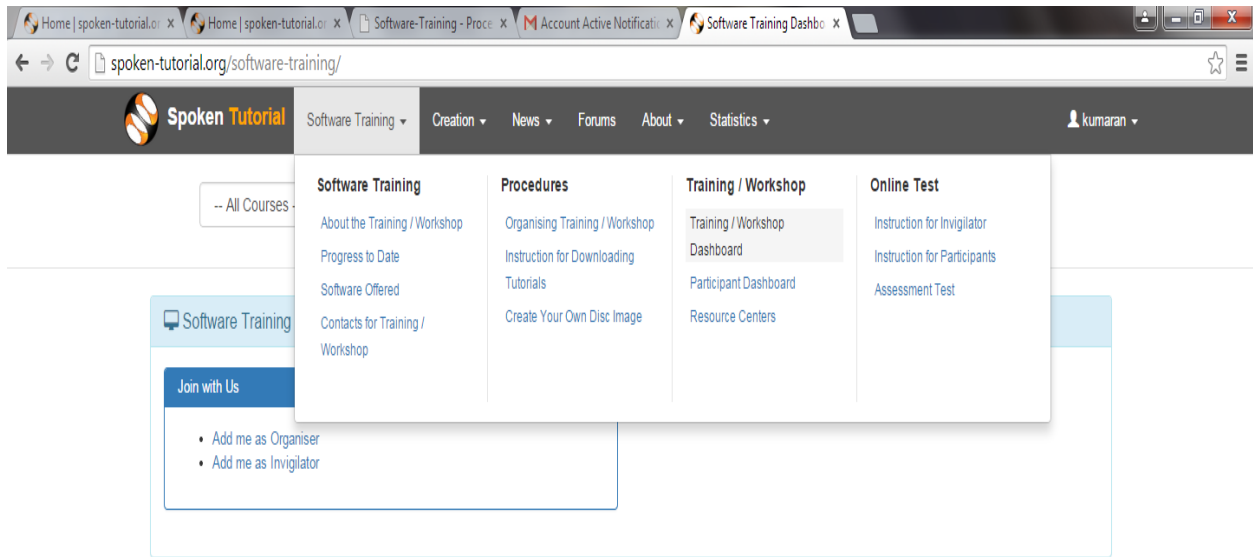 Home | spoken-tutorial.or x Home | spoken-tutorial.or x Software-Training - Proce x Account Active Notificatio x Software Training Dashbo x
spoken-tutorial.org/software-training/
Spoken Tutorial Software Training Creation News Forums About Statistics kumaran
-- All Courses -
Software Training
About the Training / Workshop
Progress to Date
Software Offered
Contacts for Training /
Workshop
Procedures
Organising Training / Workshop
Instruction for Downloading
Tutorials
Create Your Own Disc Image
Training / Workshop
Training / Workshop
Dashboard
Participant Dashboard
Resource Centers
Online Test
Instruction for Invigilator
Instruction for Participants
Assessment Test
Software Training
Join with Us
Add me as Organiser
Add me as Invigilator